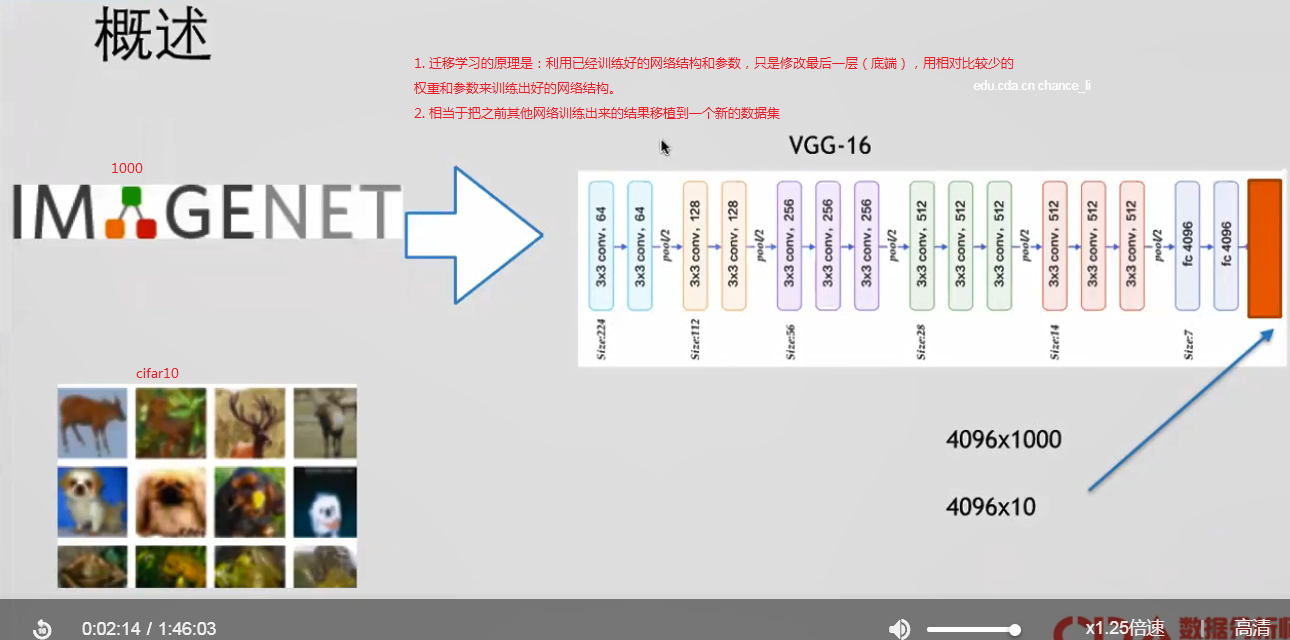 概述
1. 迁移学习的原理是：利用已经训练好的网络结构和参数，只是修改最后一层（底端），用相对比较少的
权重和参数来训练出好的网络结构。
edu.cda.cn chance_li
2. 相当于把之前其他网络训练出来的结果移植到一个新的数据集
VGG-16
1000
IMAGENET
3x3 conv, 64
3x3 conv, 64
pool/2
3x3 conv, 128
3x3 conv, 128
pool/2
3x3 conv, 256
3x3 conv, 256
3x3 conv, 256
pool/2
3x3 conv, 512
3x3 conv, 512
3x3 conv, 512
pool/2
3x3 conv, 512
3x3 conv, 512
3x3 conv, 512
pool/2
fc 4096
fc 4096
Size:224
Size:112
Size:56
Size:28
Size:14
Size:7
cifar10
4096x1000
4096x10
10
0:02:14 / 1:46:03
x1.25倍速
高清